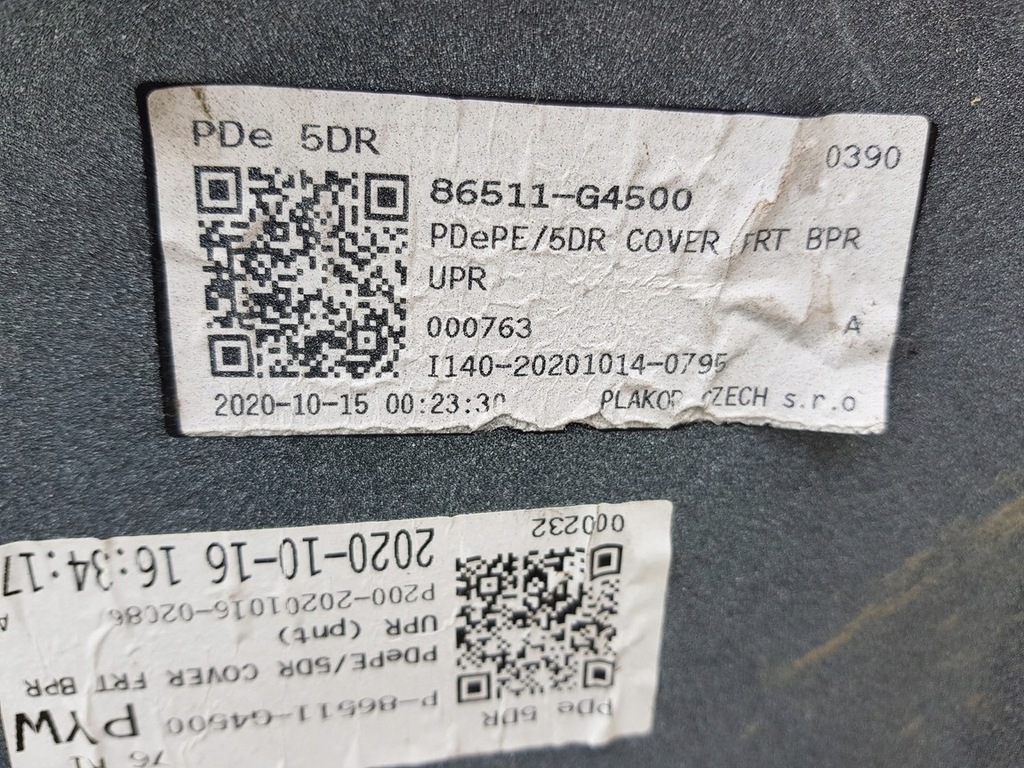 PDe 5DR
0390
86511-G4500
PDePE/5DR COVER FRT BPR
UPR
000763
A
I140-20201014-0795
2020-10-15 00:23:30
PLAKOR CZECH s.r.o
PDe 5DR
P-86511-G4500 PYW
PDePE/5DR COVER FRT BPR
UPR (pnt)
P200-20201016-02086
A
000232
2020-10-16 16:34:17